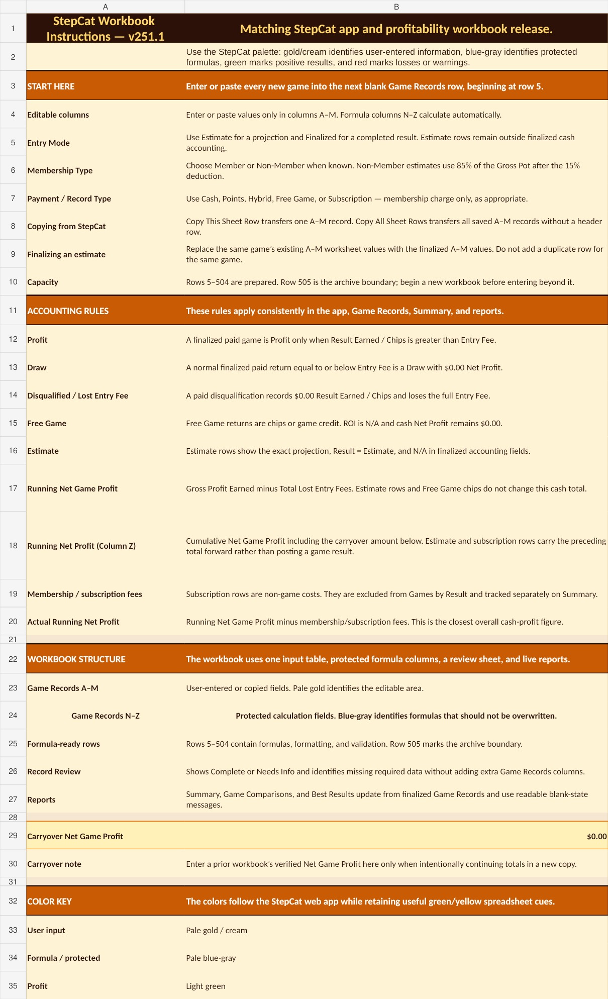 A
B
1
StepCat Workbook
Instructions — v251.1
Matching StepCat app and profitability workbook release.
2
Use the StepCat palette: gold/cream identifies user-entered information, blue-gray identifies protected
formulas, green marks positive results, and red marks losses or warnings.
3
START HERE
Enter or paste every new game into the next blank Game Records row, beginning at row 5.
4
Editable columns
Enter or paste values only in columns A–M. Formula columns N–Z calculate automatically.
5
Entry Mode
Use Estimate for a projection and Finalized for a completed result. Estimate rows remain outside finalized cash
accounting.
6
Membership Type
Choose Member or Non-Member when known. Non-Member estimates use 85% of the Gross Pot after the 15%
deduction.
7
Payment / Record Type
Use Cash, Points, Hybrid, Free Game, or Subscription — membership charge only, as appropriate.
8
Copying from StepCat
Copy This Sheet Row transfers one A–M record. Copy All Sheet Rows transfers all saved A–M records without a header
row.
9
Finalizing an estimate
Replace the same game’s existing A–M worksheet values with the finalized A–M values. Do not add a duplicate row for
the same game.
10
Capacity
Rows 5–504 are prepared. Row 505 is the archive boundary; begin a new workbook before entering beyond it.
11
ACCOUNTING RULES
These rules apply consistently in the app, Game Records, Summary, and reports.
12
Profit
A finalized paid game is Profit only when Result Earned / Chips is greater than Entry Fee.
13
Draw
A normal finalized paid return equal to or below Entry Fee is a Draw with $0.00 Net Profit.
14
Disqualified / Lost Entry Fee
A paid disqualification records $0.00 Result Earned / Chips and loses the full Entry Fee.
15
Free Game
Free Game returns are chips or game credit. ROI is N/A and cash Net Profit remains $0.00.
16
Estimate
Estimate rows show the exact projection, Result = Estimate, and N/A in finalized accounting fields.
17
Running Net Game Profit
Gross Profit Earned minus Total Lost Entry Fees. Estimate rows and Free Game chips do not change this cash total.
18
Running Net Profit (Column Z)
Cumulative Net Game Profit including the carryover amount below. Estimate and subscription rows carry the preceding
total forward rather than posting a game result.
19
Membership / subscription fees
Subscription rows are non-game costs. They are excluded from Games by Result and tracked separately on Summary.
20
Actual Running Net Profit
Running Net Game Profit minus membership/subscription fees. This is the closest overall cash-profit figure.
21
22
WORKBOOK STRUCTURE
The workbook uses one input table, protected formula columns, a review sheet, and live reports.
23
Game Records A–M
User-entered or copied fields. Pale gold identifies the editable area.
24
Game Records N–Z
Protected calculation fields. Blue-gray identifies formulas that should not be overwritten.
25
Formula-ready rows
Rows 5–504 contain formulas, formatting, and validation. Row 505 marks the archive boundary.
26
Record Review
Shows Complete or Needs Info and identifies missing required data without adding extra Game Records columns.
27
Reports
Summary, Game Comparisons, and Best Results update from finalized Game Records and use readable blank-state
messages.
28
29
Carryover Net Game Profit
$0.00
30
Carryover note
Enter a prior workbook’s verified Net Game Profit here only when intentionally continuing totals in a new copy.
31
32
COLOR KEY
The colors follow the StepCat web app while retaining useful green/yellow spreadsheet cues.
33
User input
Pale gold / cream
34
Formula / protected
Pale blue-gray
35
Profit
Light green